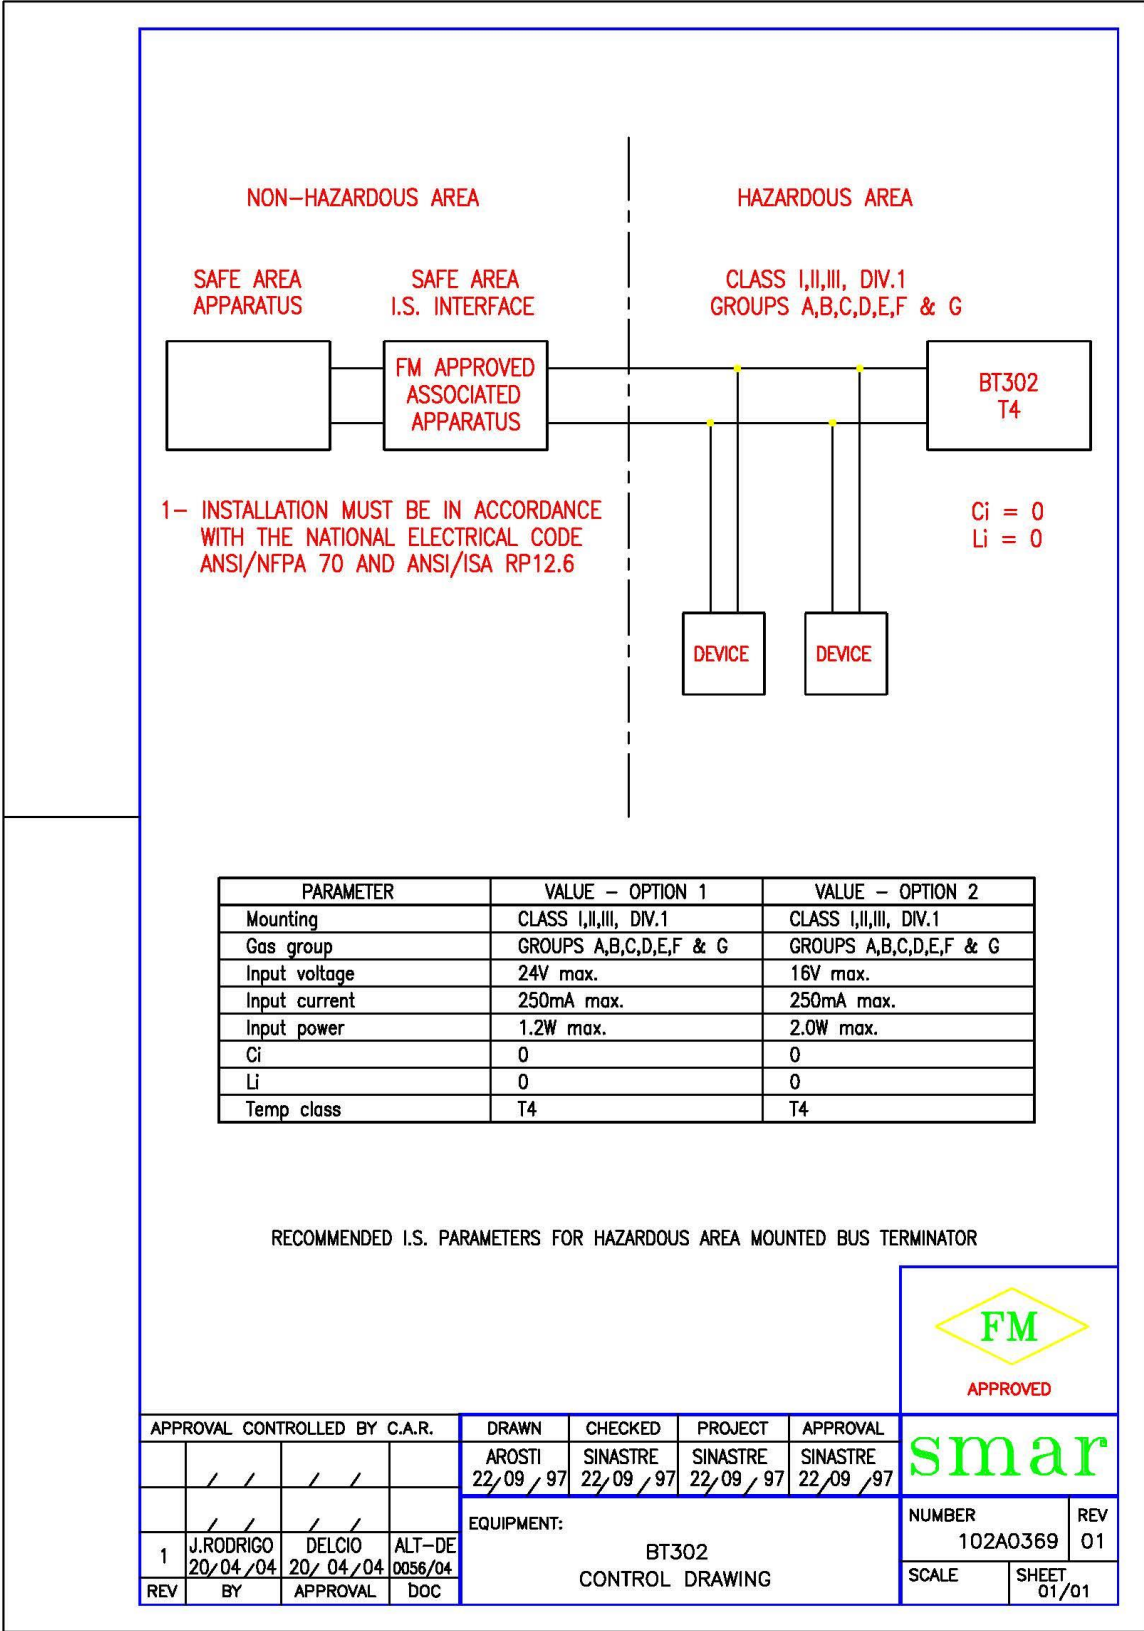 NON-HAZARDOUS AREA
HAZARDOUS AREA
SAFE AREA
APPARATUS
SAFE AREA
I.S. INTERFACE
CLASS I,II,III, DIV.1
GROUPS A,B,C,D,E,F & G
FM APPROVED
ASSOCIATED
APPARATUS
BT302
T4
1- INSTALLATION MUST BE IN ACCORDANCE
WITH THE NATIONAL ELECTRICAL CODE
ANSI/NFPA 70 AND ANSI/ISA RP12.6
Ci = 0
Li = 0
DEVICE
DEVICE
PARAMETER VALUE - OPTION 1 VALUE - OPTION 2
Mounting CLASS I,II,III, DIV.1 CLASS I,II,III, DIV.1
Gas group GROUPS A,B,C,D,E,F & G GROUPS A,B,C,D,E,F & G
Input voltage 24V max. 16V max.
Input current 250mA max. 250mA max.
Input power 1.2W max. 2.0W max.
Ci 0 0
Li 0 0
Temp class T4 T4
RECOMMENDED I.S. PARAMETERS FOR HAZARDOUS AREA MOUNTED BUS TERMINATOR
FM
APPROVED
APPROVAL CONTROLLED BY C.A.R.
/ / / /
/ / / /
1 J.RODRIGO 20/04/04 DELCIO 20/04/04 ALT-DE 0056/04
REV BY APPROVAL DOC
DRAWN CHECKED PROJECT APPROVAL
AROSTI SINASTRE SINASTRE SINASTRE
22/09/97 22/09/97 22/09/97 22/09/97
smar
EQUIPMENT:
BT302
CONTROL DRAWING
NUMBER REV
102A0369 01
SCALE SHEET
01/01